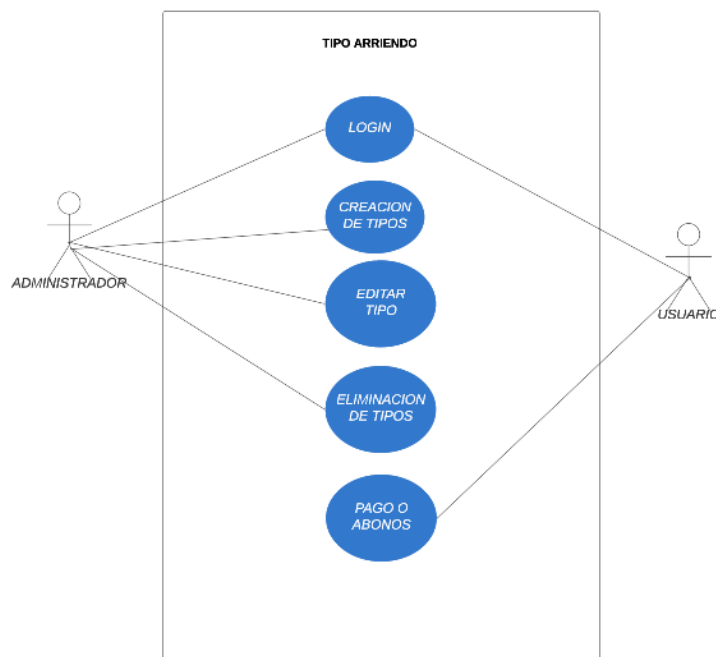 TIPO ARRIENDO
LOGIN
CREACION
DE TIPOS
ADMINISTRADOR
EDITAR
TIPO
USUARIO
ELIMINACION
DE TIPOS
PAGO O
ABONOS